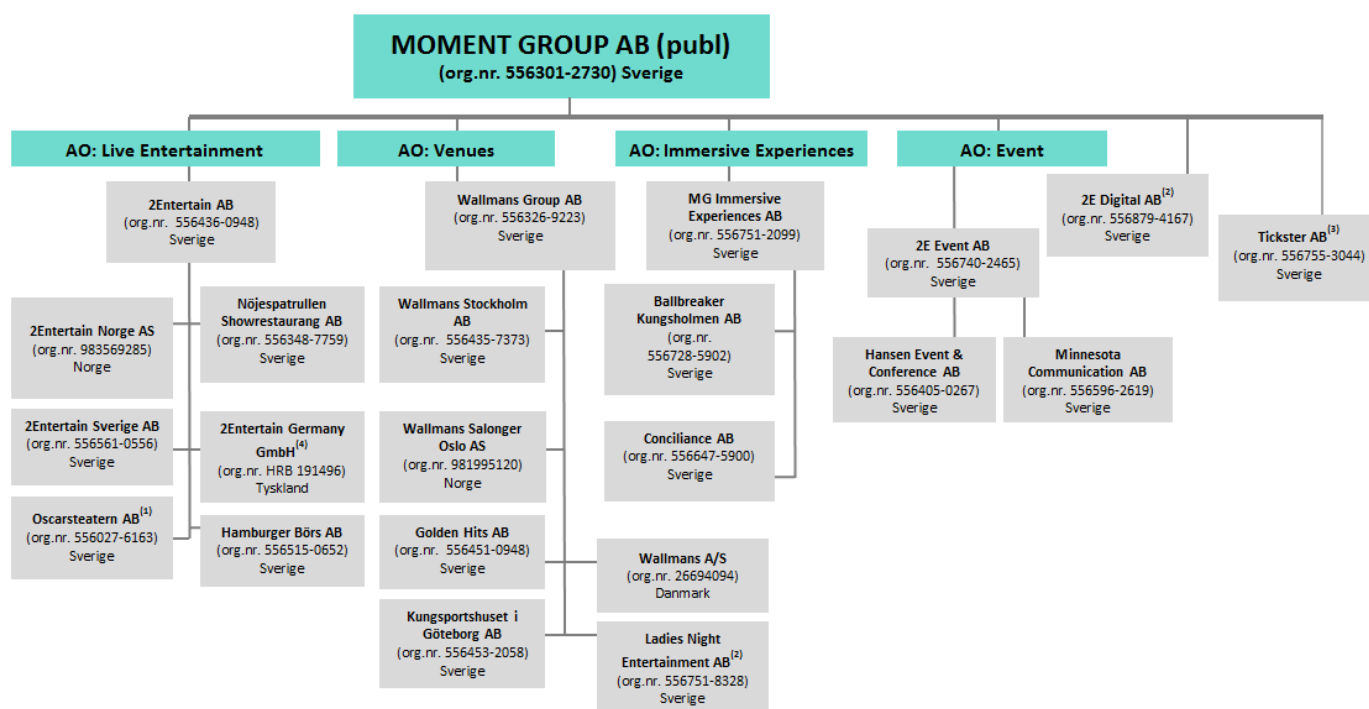 MOMENT GROUP AB (publ)
(org.nr. 556301-2730) Sverige
AO: Live Entertainment
AO: Venues
AO: Immersive Experiences
AO: Event
2Entertain AB
(org.nr. 556436-0948)
Sverige
Wallmans Group AB
(org.nr. 556326-9223)
Sverige
MG Immersive
Experiences AB
(org.nr. 556751-2099)
Sverige
2E Event AB
(org.nr. 556740-2465)
Sverige
2E Digital AB(2)
(org.nr. 556879-4167)
Sverige
Tickster AB(3)
(org.nr. 556755-3044)
Sverige
2Entertain Norge AS
(org.nr. 983569285)
Norge
Nöjespatrullen
Showrestaurang AB
(org.nr. 556348-7759)
Sverige
2Entertain Sverige AB
(org.nr. 556561-0556)
Sverige
2Entertain Germany
GmbH(4)
(org.nr. HRB 191496)
Tyskland
Oscarsteatern AB(1)
(org.nr. 556027-6163)
Sverige
Hamburger Börs AB
(org.nr. 556515-0652)
Sverige
Wallmans Stockholm
AB
(org.nr. 556435-7373)
Sverige
Wallmans Salonger
Oslo AS
(org.nr. 981995120)
Norge
Golden Hits AB
(org.nr. 556451-0948)
Sverige
Wallmans A/S
(org.nr. 26694094)
Danmark
Kungsportshuset i
Göteborg AB
(org.nr. 556453-2058)
Sverige
Ladies Night
Entertainment AB(2)
(org.nr. 556751-8328)
Sverige
Ballbreaker
Kungsholmen AB
(org.nr.
556728-5902)
Sverige
Conciliance AB
(org.nr. 556647-5900)
Sverige
Hansen Event &
Conference AB
(org.nr. 556405-0267)
Sverige
Minnesota
Communication AB
(org.nr. 556596-2619)
Sverige